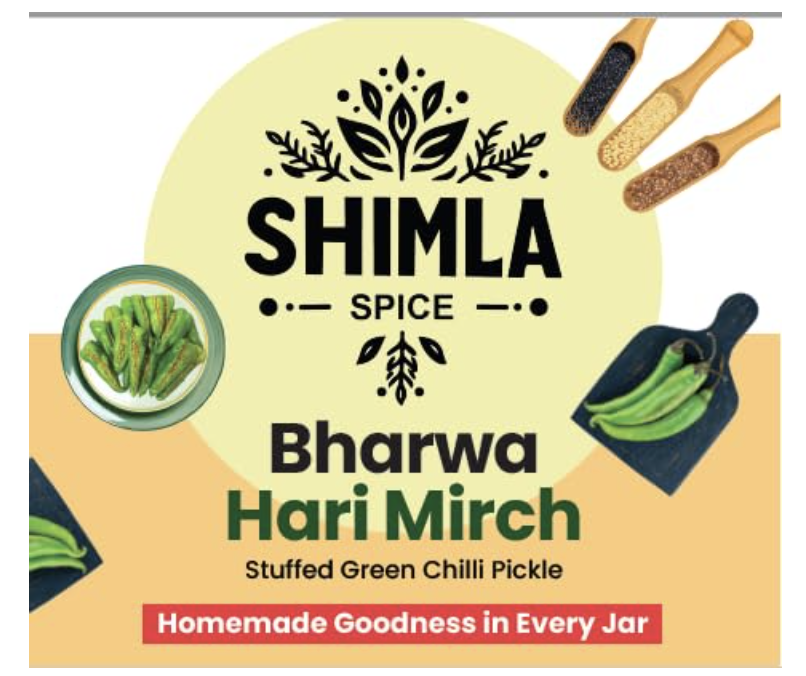 SHIMLA
SPICE
Bharwa
Hari Mirch
Stuffed Green Chilli Pickle
Homemade Goodness in Every Jar